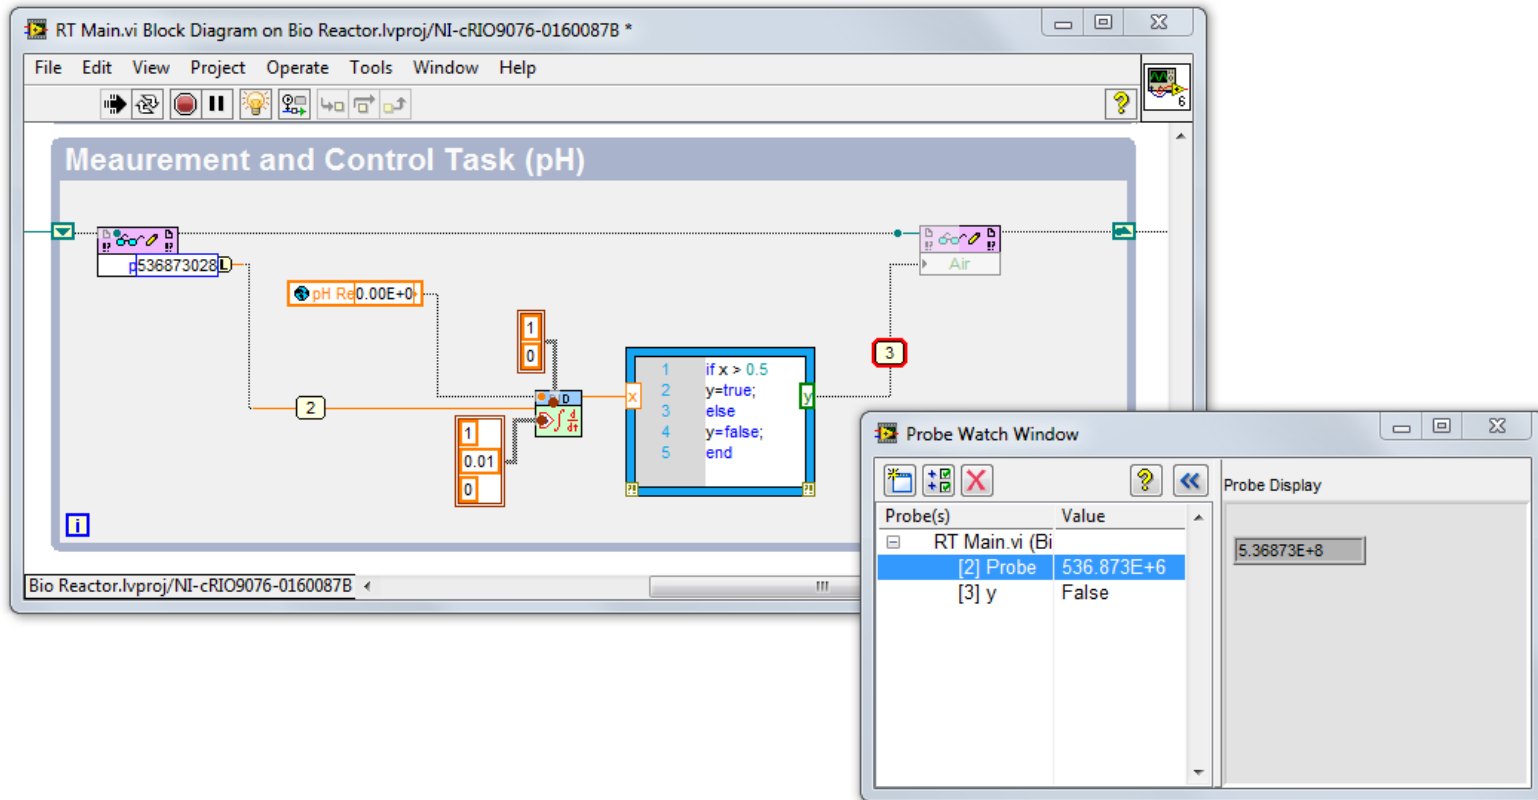 RT Main.vi Block Diagram on Bio Reactor.lvproj/NI-cRIO9076-0160087B *
File Edit View Project Operate Tools Window Help
6
Meaurement and Control Task (pH)
p536873028
pH Re0.00E+0
Air
1
0
3
2
PID
1
0.01
0
x
1 if x > 0.5
2 y=true;
3 else
4 y=false;
5 end
y
i
Bio Reactor.lvproj/NI-cRIO9076-0160087B
Probe Watch Window
Probe Display
Probe(s) Value
RT Main.vi (Bi
[2] Probe 536.873E+6
[3] y False
5.36873E+8